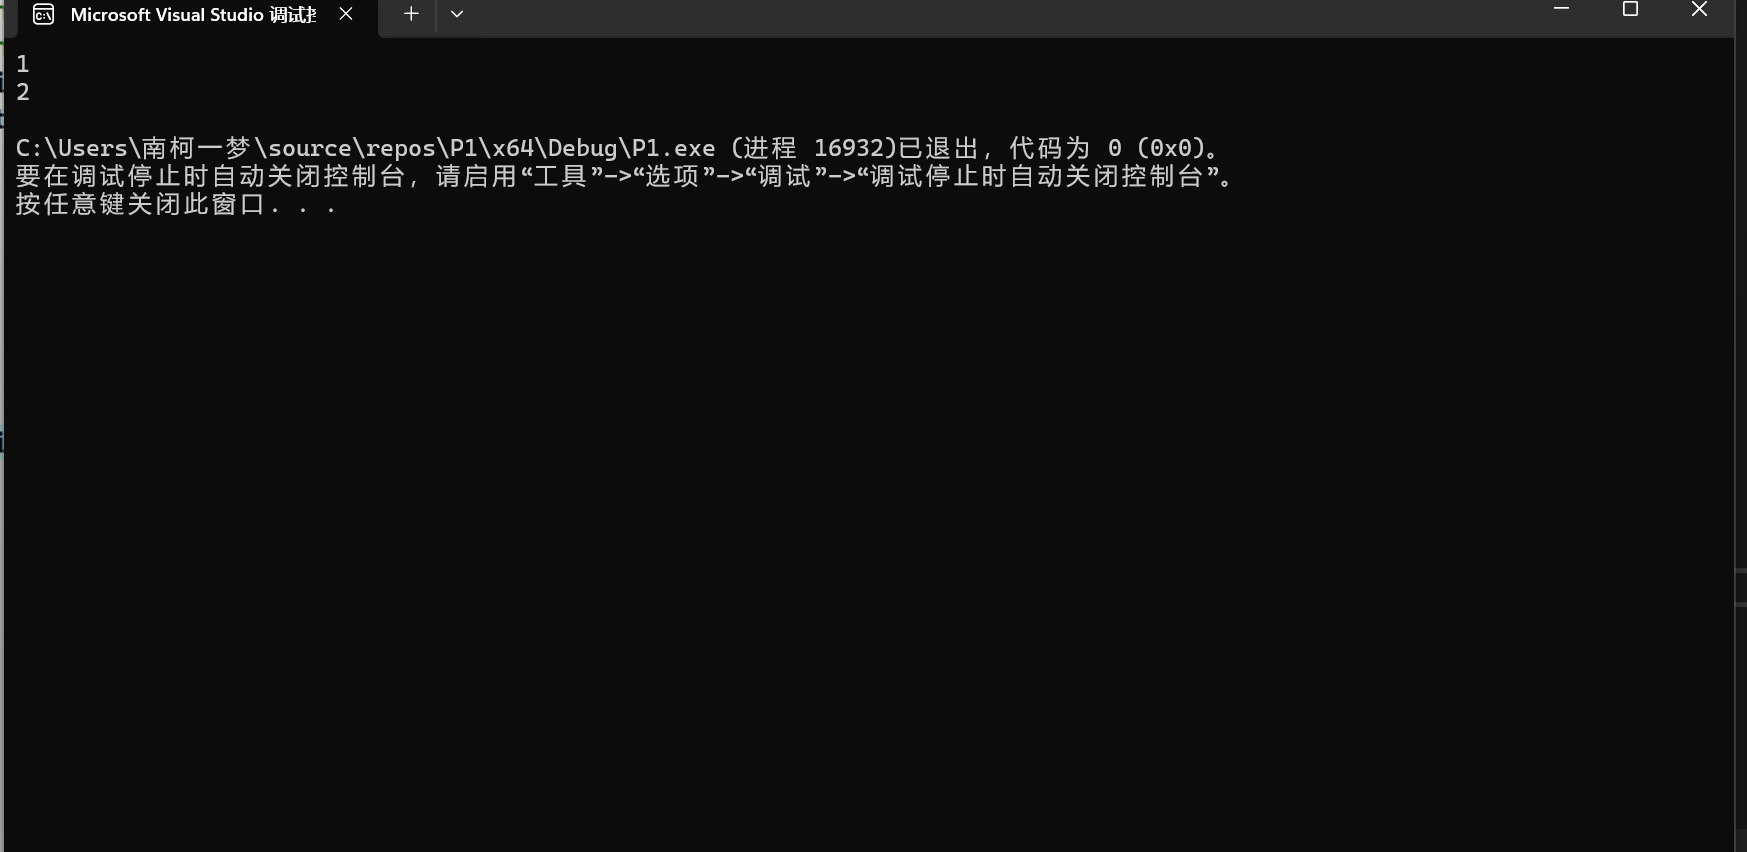 Microsoft Visual Studio 调试
1
2
C:\Users\南柯一梦\source\repos\P1\x64\Debug\P1.exe (进程 16932)已退出，代码为 0 (0x0)。
要在调试停止时自动关闭控制台，请启用“工具”->“选项”->“调试”->“调试停止时自动关闭控制台”。
按任意键关闭此窗口. . .